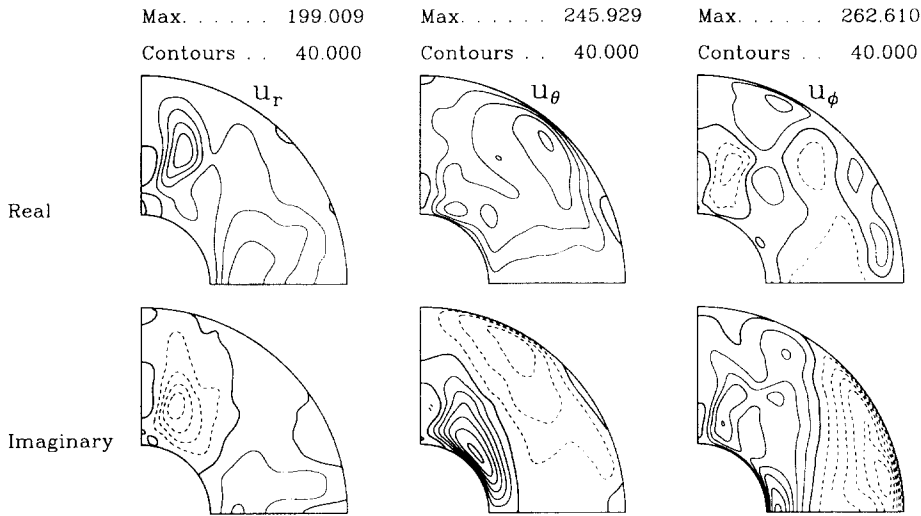 Max. . . . . . . 199.009 Max. . . . . . . 245.929 Max. . . . . . . 262.610
Contours . . 40.000 Contours . . 40.000 Contours . . 40.000
u_r u_θ u_ϕ
Real
Imaginary